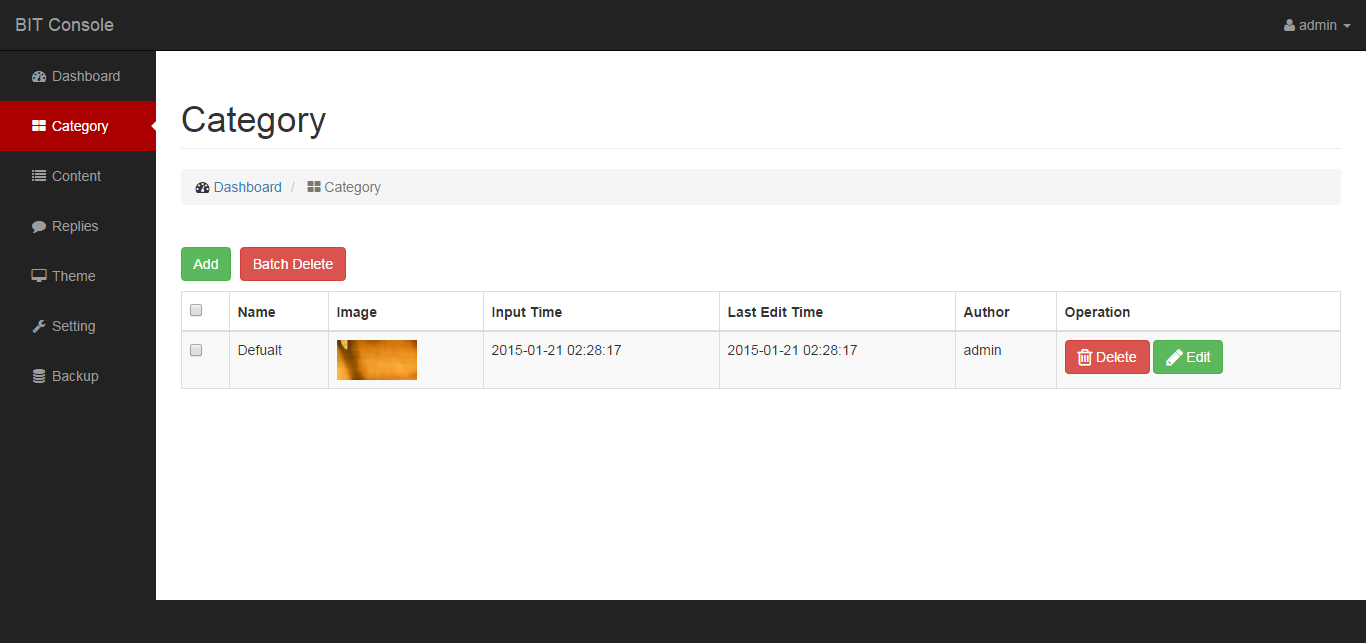 BIT Console
admin
Dashboard
Category
Content
Replies
Theme
Setting
Backup
Category
Dashboard / Category
Add Batch Delete
Name Image Input Time Last Edit Time Author Operation
Defualt 2015-01-21 02:28:17 2015-01-21 02:28:17 admin Delete Edit